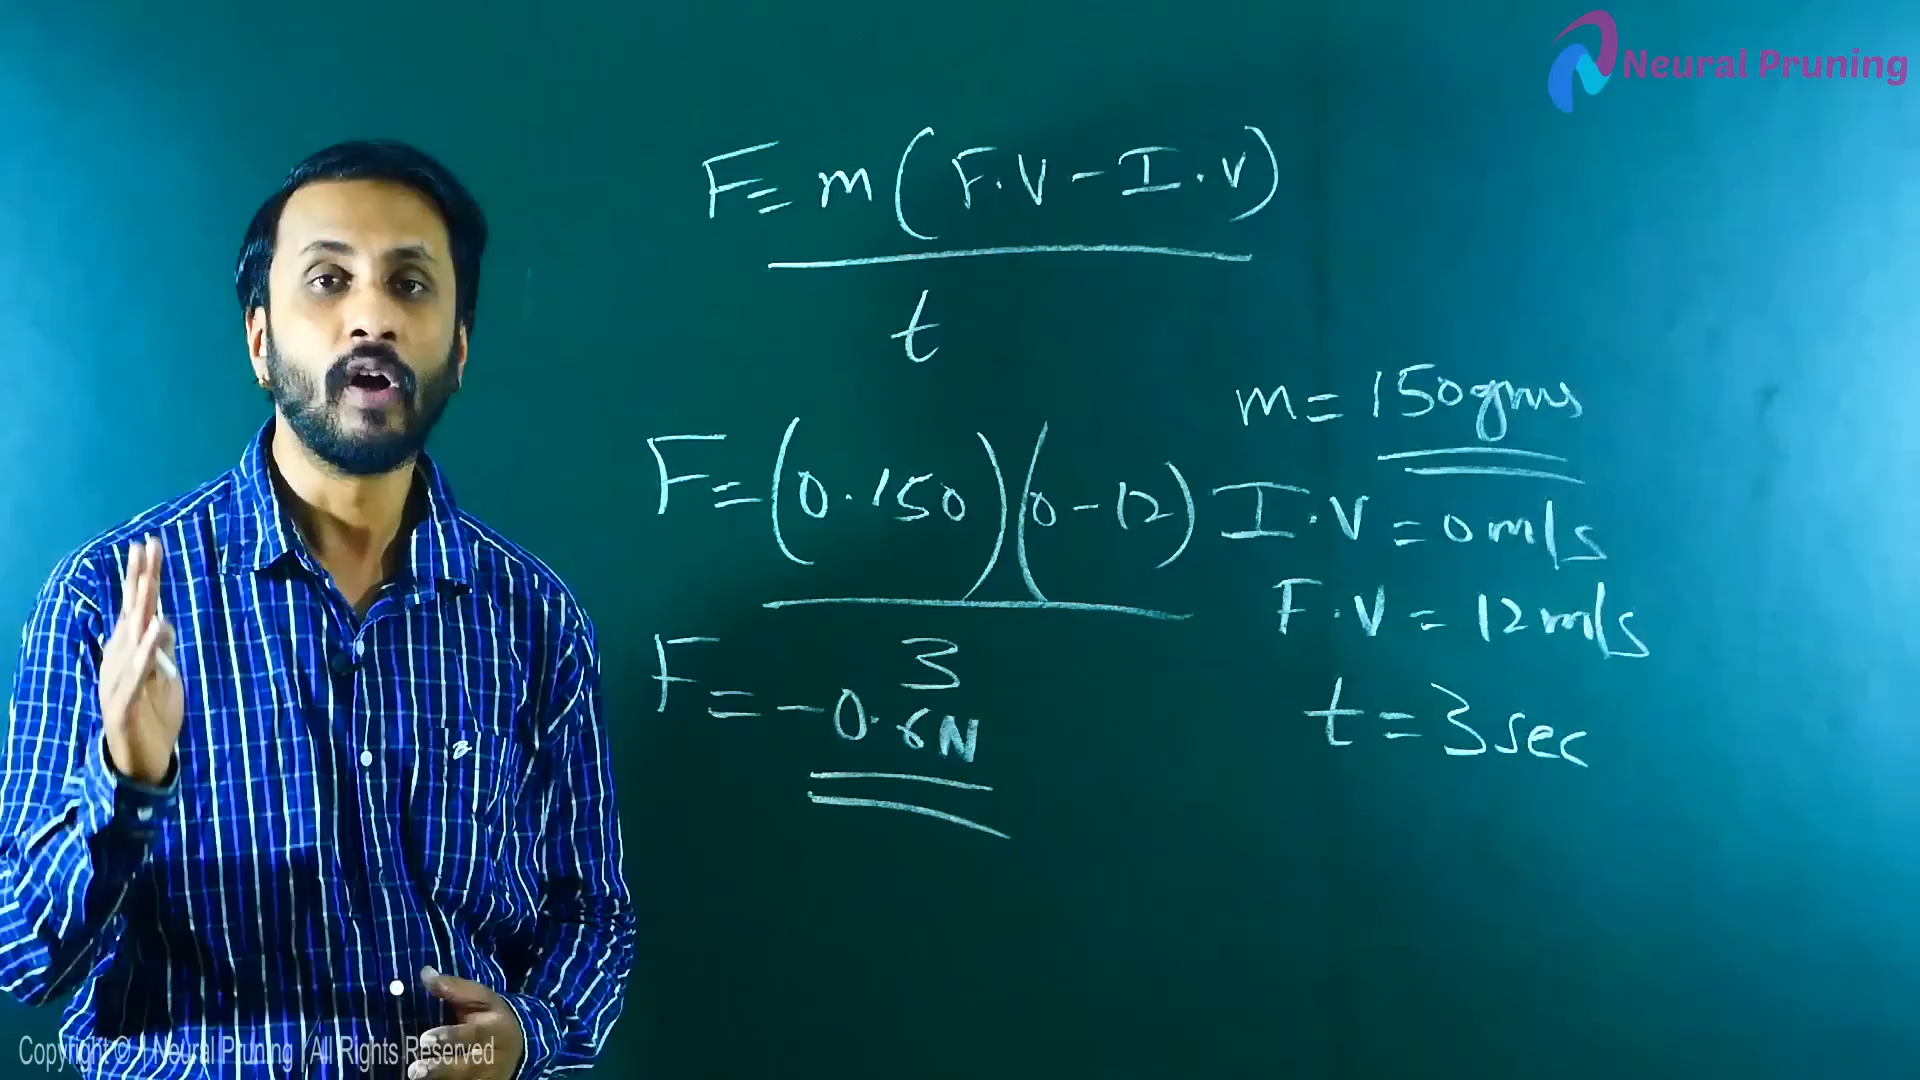 Neural Pruning
F = m(F.V - I.V)
t
m = 150gms
F = (0.150)(0-12)
3
I.V = 0m/s
F.V = 12m/s
F = -0.6N
t = 3sec
Copyright © | Neural Pruning | All Rights Reserved